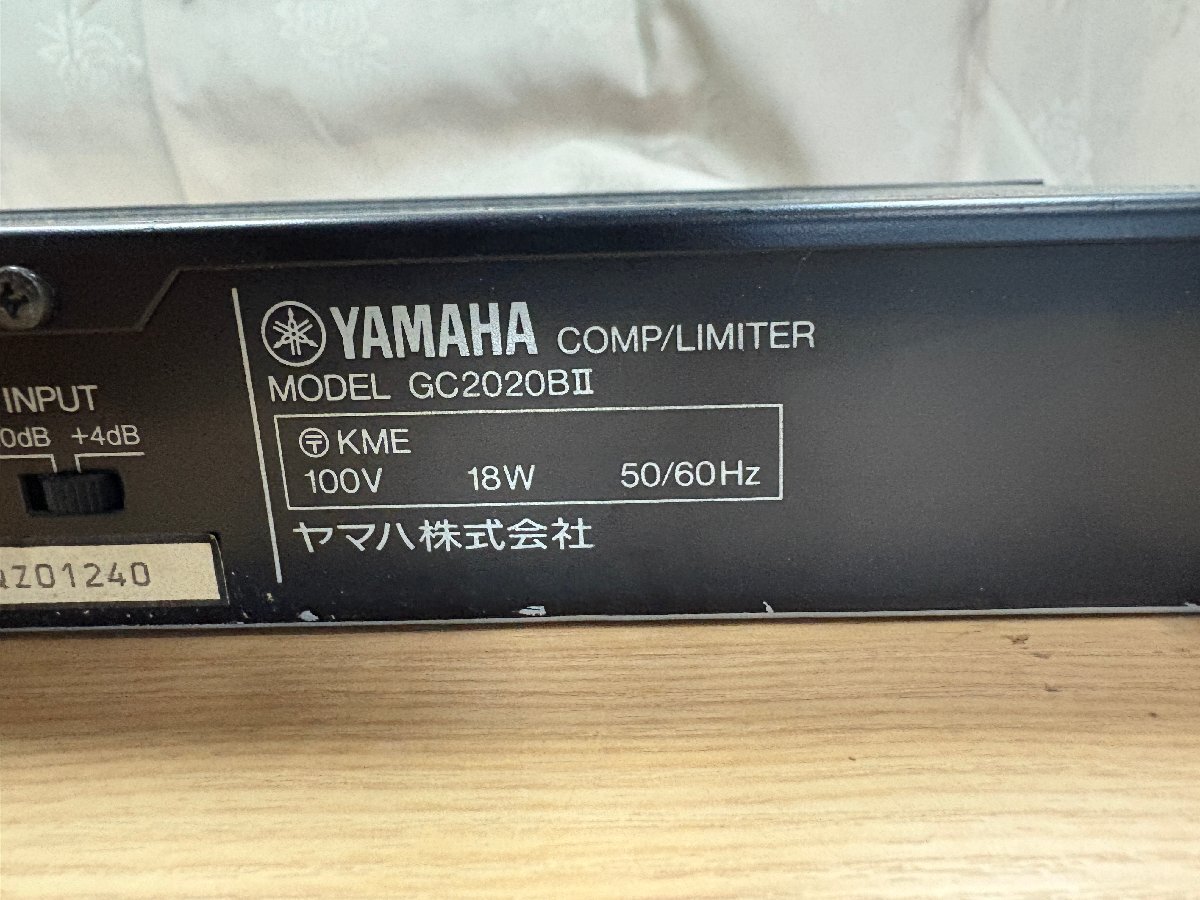 YAMAHA COMP/LIMITER
MODEL GC2020BⅡ
〒 KME
100V 18W 50/60Hz
ヤマハ株式会社
INPUT
0dB +4dB
QZ01240